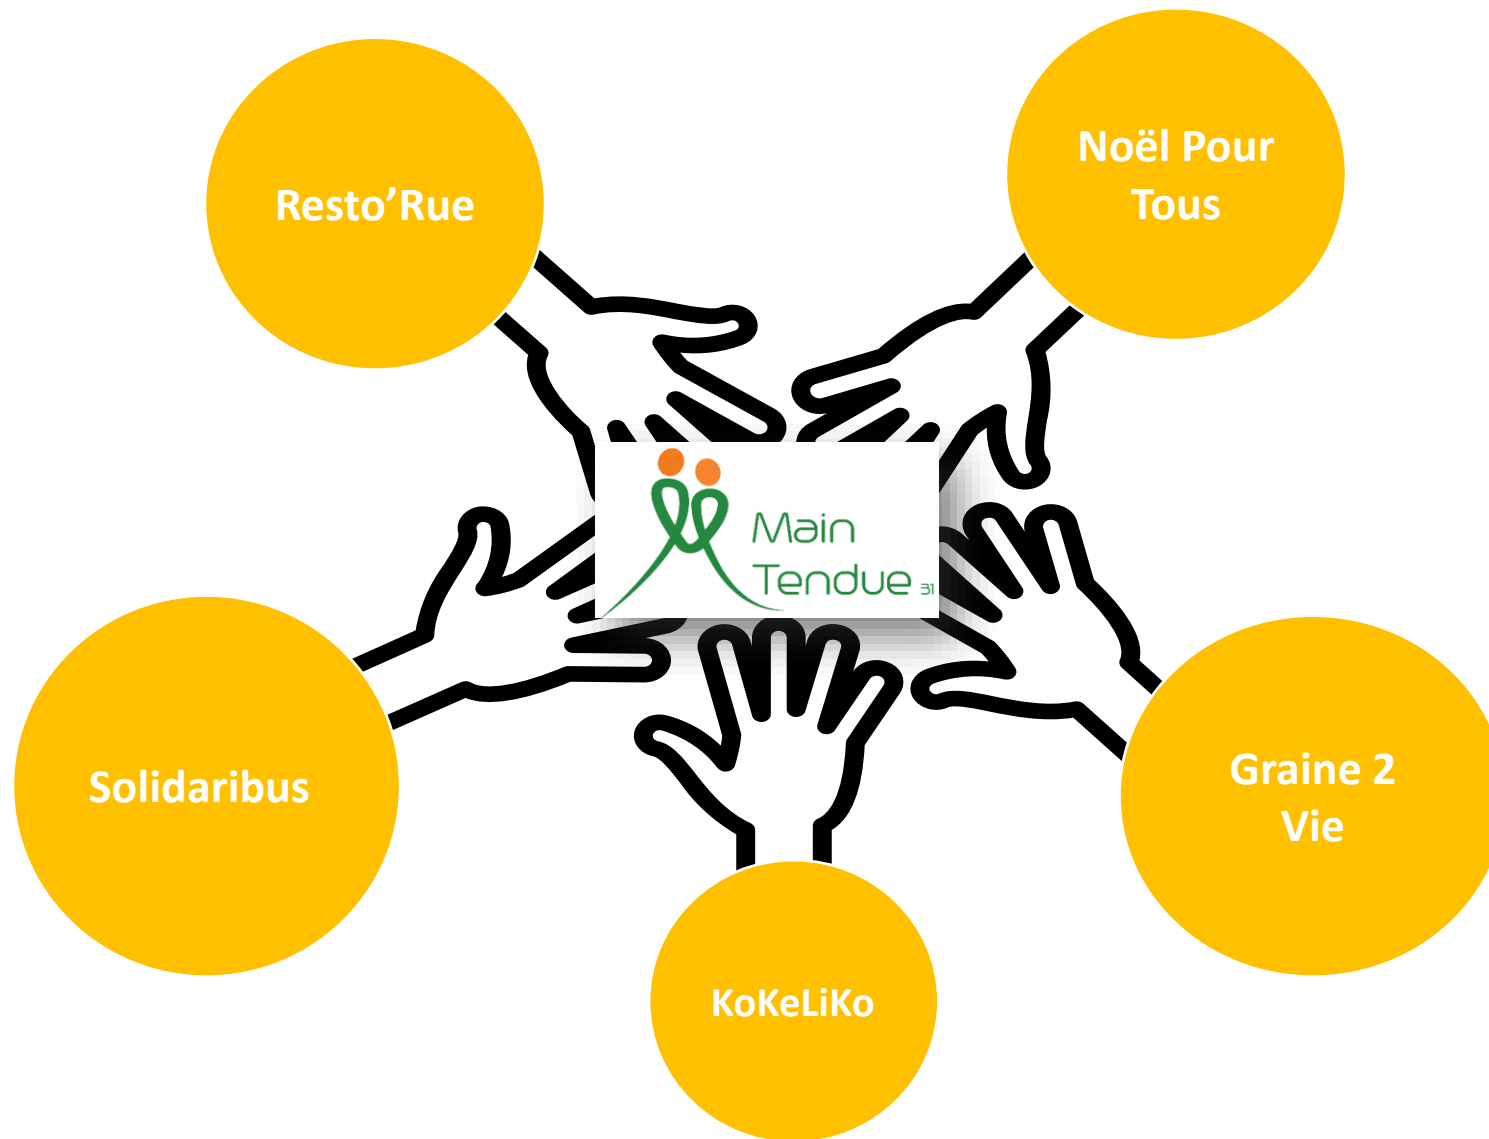 Resto’Rue
Noël Pour
Tous
Main
Tendue 31
Solidaribus
Graine 2
Vie
KoKeLiKo